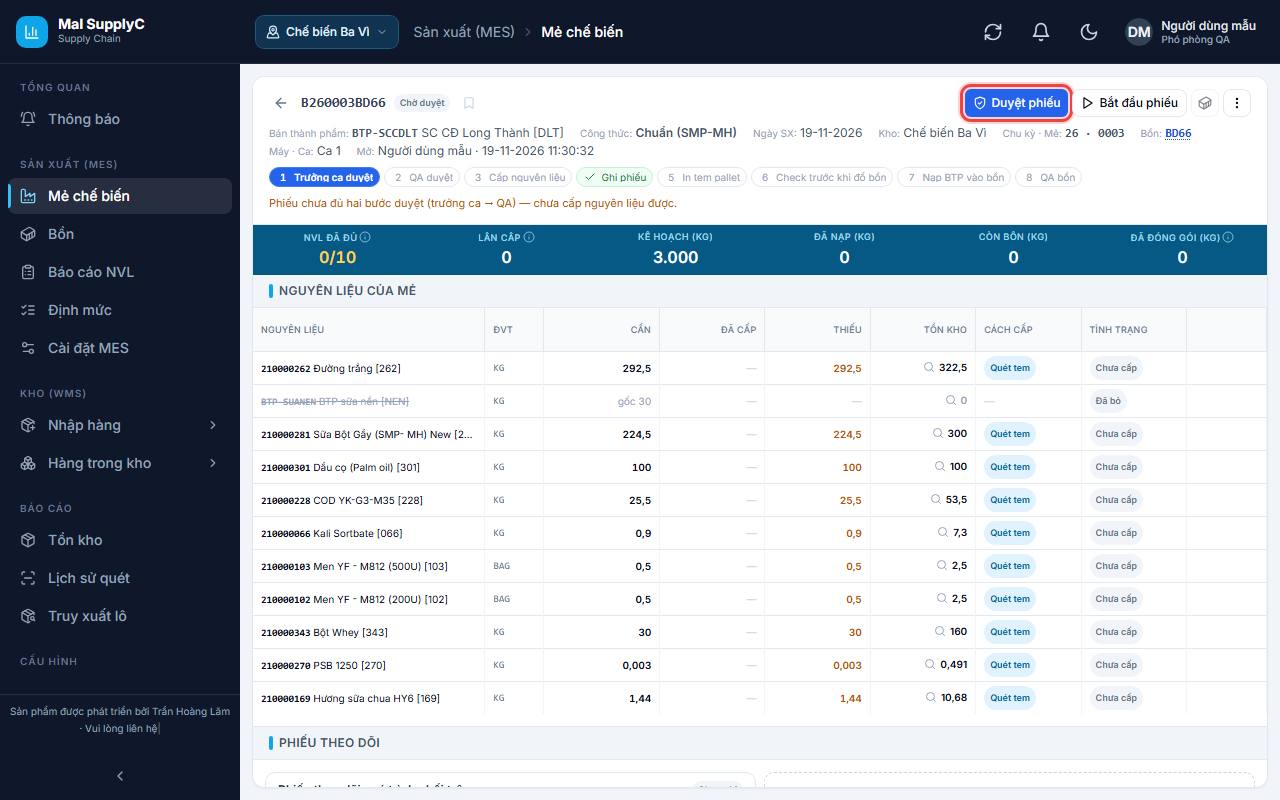 Mal SupplyC
Supply Chain
Chế biến Ba Vì
Sản xuất (MES)
Mẻ chế biến
DM
Người dùng mẫu
Phó phòng QA
TỔNG QUAN
Thông báo
SẢN XUẤT (MES)
Mẻ chế biến
Bồn
Báo cáo NVL
Định mức
Cài đặt MES
KHO (WMS)
Nhập hàng
Hàng trong kho
BÁO CÁO
Tồn kho
Lịch sử quét
Truy xuất lô
CẤU HÌNH
Sản phẩm được phát triển bởi Trần Hoàng Lâm
· Vui lòng liên hệ
B260003BD66 Chờ duyệt
Duyệt phiếu
Bắt đầu phiếu
Bán thành phẩm: BTP-SCCDLT SC CĐ Long Thành [DLT] Công thức: Chuẩn (SMP-MH) Ngày SX: 19-11-2026 Kho: Chế biến Ba Vì Chu kỳ · Mẻ: 26 · 0003 Bồn: BD66
Máy · Ca: Ca 1 Mở: Người dùng mẫu · 19-11-2026 11:30:32
1 Trưởng ca duyệt 2 QA duyệt 3 Cấp nguyên liệu Ghi phiếu 5 In tem pallet 6 Check trước khi đổ bồn 7 Nạp BTP vào bồn 8 QA bồn
Phiếu chưa đủ hai bước duyệt (trưởng ca → QA) — chưa cấp nguyên liệu được.
NVL ĐÃ ĐỦ LẦN CẤP KẾ HOẠCH (KG) ĐÃ NẠP (KG) CÒN BỒN (KG) ĐÃ ĐÓNG GÓI (KG)
0/10 0 3.000 0 0 0
NGUYÊN LIỆU CỦA MẺ
NGUYÊN LIỆU ĐVT CẦN ĐÃ CẤP THIẾU TỒN KHO CÁCH CẤP TÌNH TRẠNG
210000262 Đường trắng [262] KG 292,5 — 292,5 322,5 Quét tem Chưa cấp
BTP-SUANEN BTP sữa nền [NEN] KG gốc 30 — — 0 — Đã bỏ
210000281 Sữa Bột Gầy (SMP- MH) New [2... KG 224,5 — 224,5 300 Quét tem Chưa cấp
210000301 Dầu cọ (Palm oil) [301] KG 100 — 100 100 Quét tem Chưa cấp
210000228 COD YK-G3-M35 [228] KG 25,5 — 25,5 53,5 Quét tem Chưa cấp
210000066 Kali Sortbate [066] KG 0,9 — 0,9 7,3 Quét tem Chưa cấp
210000103 Men YF - M812 (500U) [103] BAG 0,5 — 0,5 2,5 Quét tem Chưa cấp
210000102 Men YF - M812 (200U) [102] BAG 0,5 — 0,5 2,5 Quét tem Chưa cấp
210000343 Bột Whey [343] KG 30 — 30 160 Quét tem Chưa cấp
210000270 PSB 1250 [270] KG 0,003 — 0,003 0,491 Quét tem Chưa cấp
210000169 Hương sữa chua HY6 [169] KG 1,44 — 1,44 10,68 Quét tem Chưa cấp
PHIẾU THEO DÕI